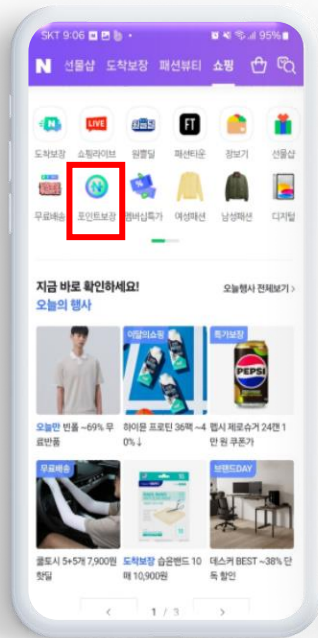 SKT 9:06
95%
N 선물샵 도착보장 패션뷰티 쇼핑
N LIVE 원쁠딜 FT
도착보장 쇼핑라이브 원쁠딜 패션타운 장보기 선물샵
N
무료배송 포인트보장 멤버십특가 여성패션 남성패션 디지털
지금 바로 확인하세요!
오늘의 행사
오늘행사 전체보기 >
이달의쇼핑 특가보장
PEPSI
오늘만 반품 ~69% 무료반품
하이뮨 프로틴 36팩 ~40%↓
펩시 제로슈거 24캔 1만 원 쿠폰가
무료배송 브랜드DAY
쿨토시 5+5개 7,900원 핫딜
도착보장 습윤밴드 10매 10,900원
데스커 BEST ~38% 단독 할인
< 1 / 3 >